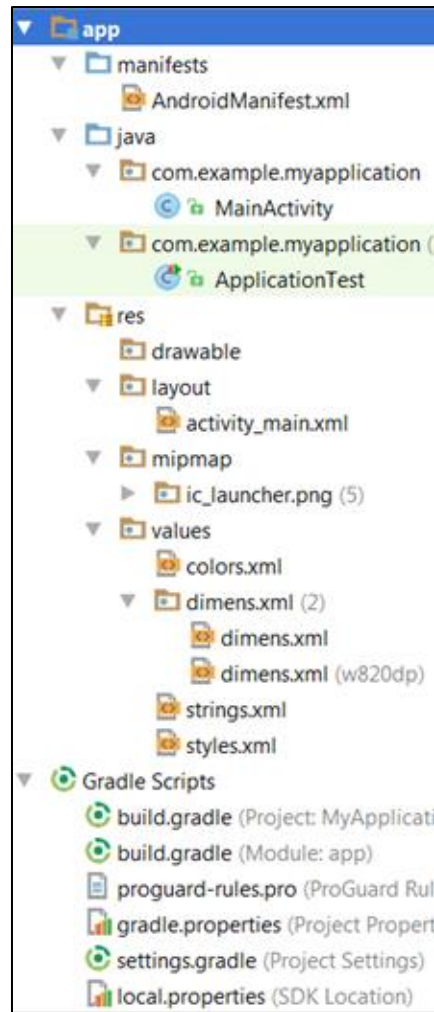 app
manifests
AndroidManifest.xml
java
com.example.myapplication
MainActivity
com.example.myapplication (
ApplicationTest
res
drawable
layout
activity_main.xml
mipmap
ic_launcher.png (5)
values
colors.xml
dimens.xml (2)
dimens.xml
dimens.xml (w820dp)
strings.xml
styles.xml
Gradle Scripts
build.gradle (Project: MyApplicati
build.gradle (Module: app)
proguard-rules.pro (ProGuard Rul
gradle.properties (Project Propert
settings.gradle (Project Settings)
local.properties (SDK Location)